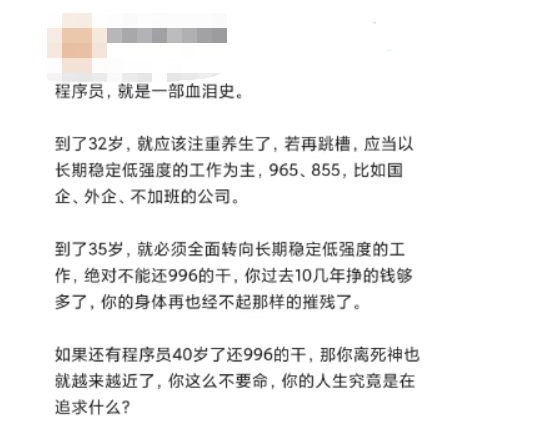 程序员，就是一部血泪史。
到了32岁，就应该注重养生了，若再跳槽，应当以
长期稳定低强度的工作为主，965、855，比如国
企、外企、不加班的公司。
到了35岁，就必须全面转向长期稳定低强度的工
作，绝对不能还996的干，你过去10几年挣的钱够
多了，你的身体再也经不起那样的摧残了。
如果还有程序员40岁了还996的干，那你离死神也
就越来越近了，你这么不要命，你的人生究竟是在
追求什么？